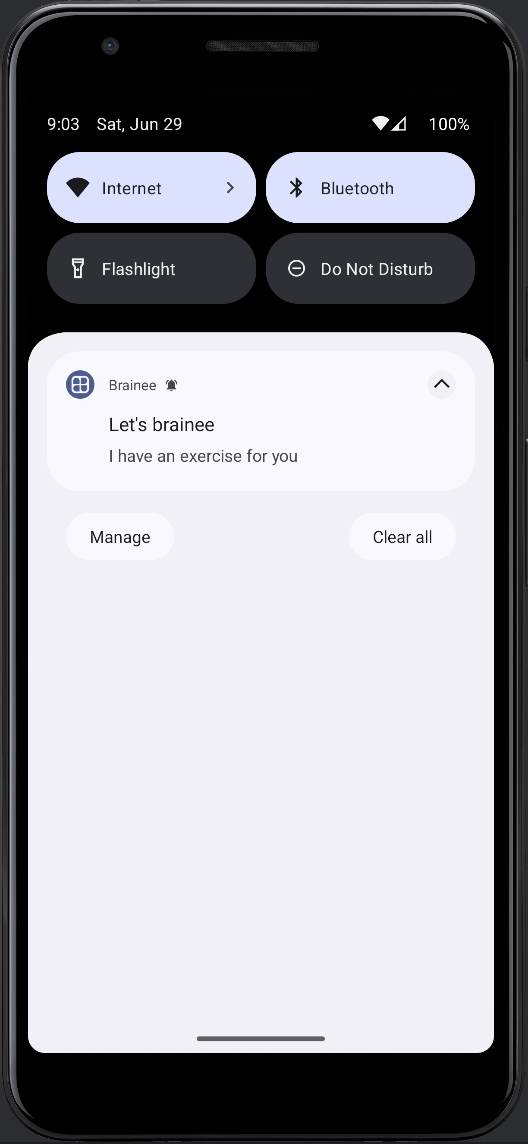 9:03 Sat, Jun 29 100%
Internet Bluetooth
Flashlight Do Not Disturb
Brainee
Let's brainee
I have an exercise for you
Manage Clear all